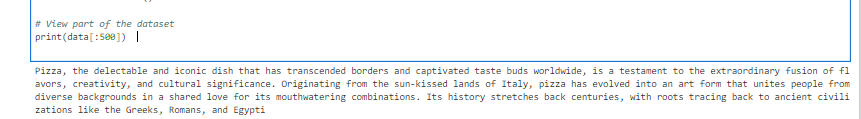 # View part of the dataset
print(data[:500])
Pizza, the delectable and iconic dish that has transcended borders and captivated taste buds worldwide, is a testament to the extraordinary fusion of fl
avors, creativity, and cultural significance. Originating from the sun-kissed lands of Italy, pizza has evolved into an art form that unites people from
diverse backgrounds in a shared love for its mouthwatering combinations. Its history stretches back centuries, with roots tracing back to ancient civili
zations like the Greeks, Romans, and Egypti